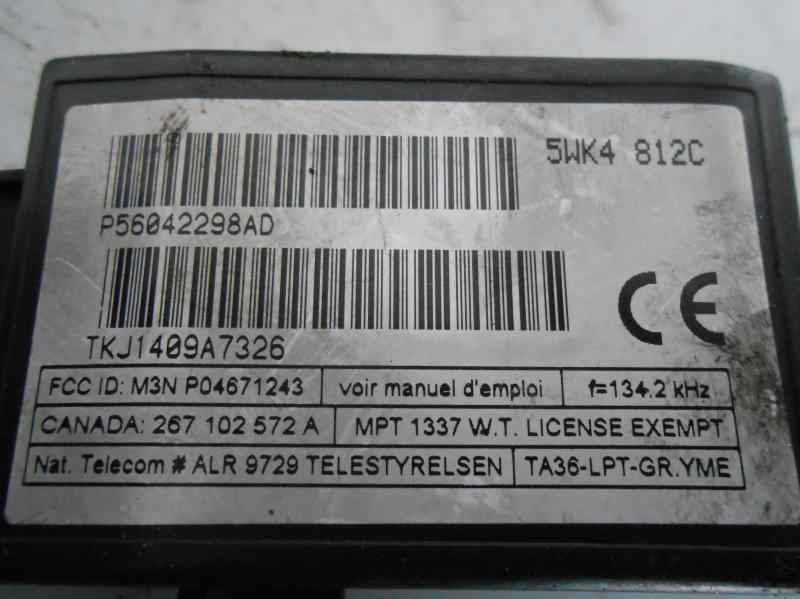 5WK4 812C
P56042298AD
TKJ1409A7326
CE
FCC ID: M3N P04671243 voir manuel d'emploi f=134.2 kHz
CANADA: 267 102 572 A MPT 1337 W.T. LICENSE EXEMPT
Nat. Telecom # ALR 9729 TELESTYRELSEN TA36-LPT-GR.YME